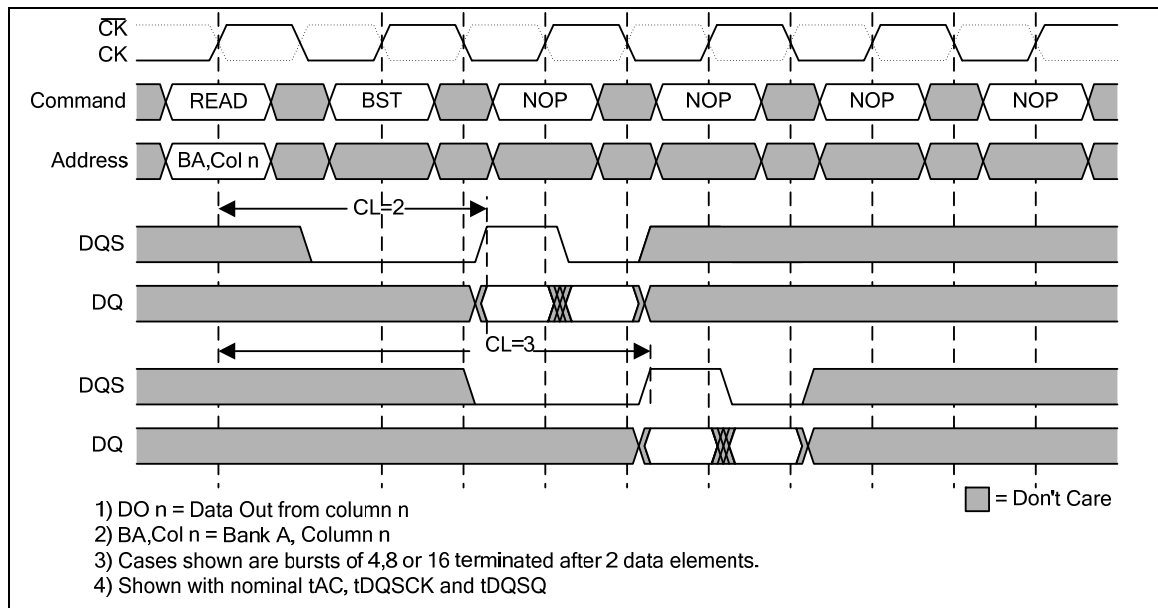 CK
CK
Command READ BST NOP NOP NOP NOP
Address BA,Col n
CL=2
DQS
DQ
CL=3
DQS
DQ
1) DO n = Data Out from column n
2) BA,Col n = Bank A, Column n
3) Cases shown are bursts of 4,8 or 16 terminated after 2 data elements.
4) Shown with nominal tAC, tDQSCK and tDQSQ
= Don't Care